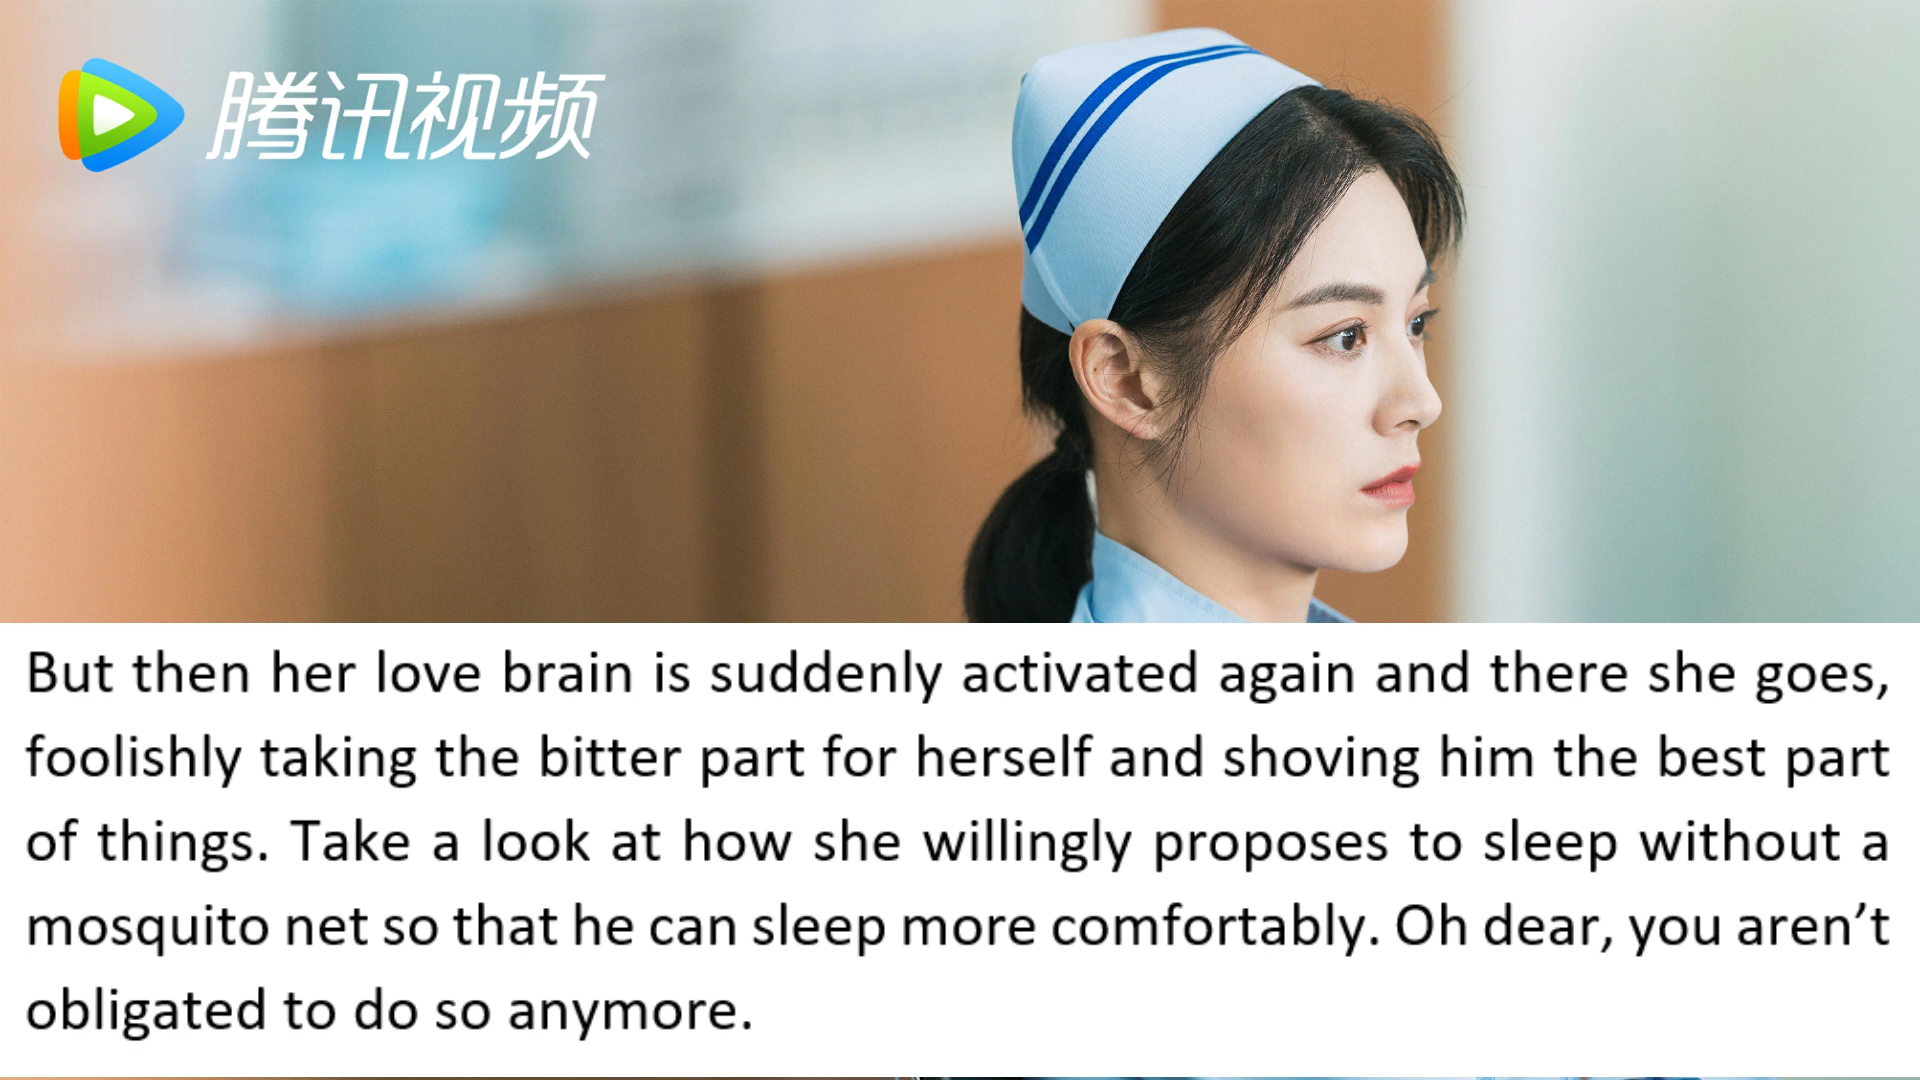 腾讯视频
But then her love brain is suddenly activated again and there she goes,
foolishly taking the bitter part for herself and shoving him the best part
of things. Take a look at how she willingly proposes to sleep without a
mosquito net so that he can sleep more comfortably. Oh dear, you aren’t
obligated to do so anymore.